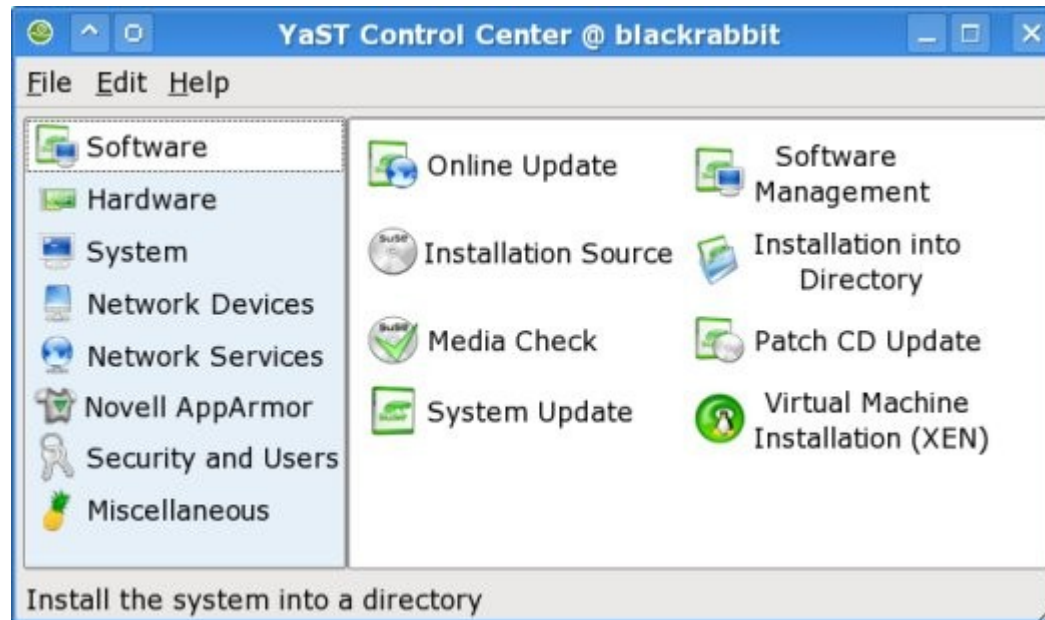 YaST Control Center @ blackrabbit
File Edit Help
Software
Hardware
System
Network Devices
Network Services
Novell AppArmor
Security and Users
Miscellaneous
Online Update
Software
Management
Installation Source
Installation into
Directory
Media Check
Patch CD Update
System Update
Virtual Machine
Installation (XEN)
Install the system into a directory